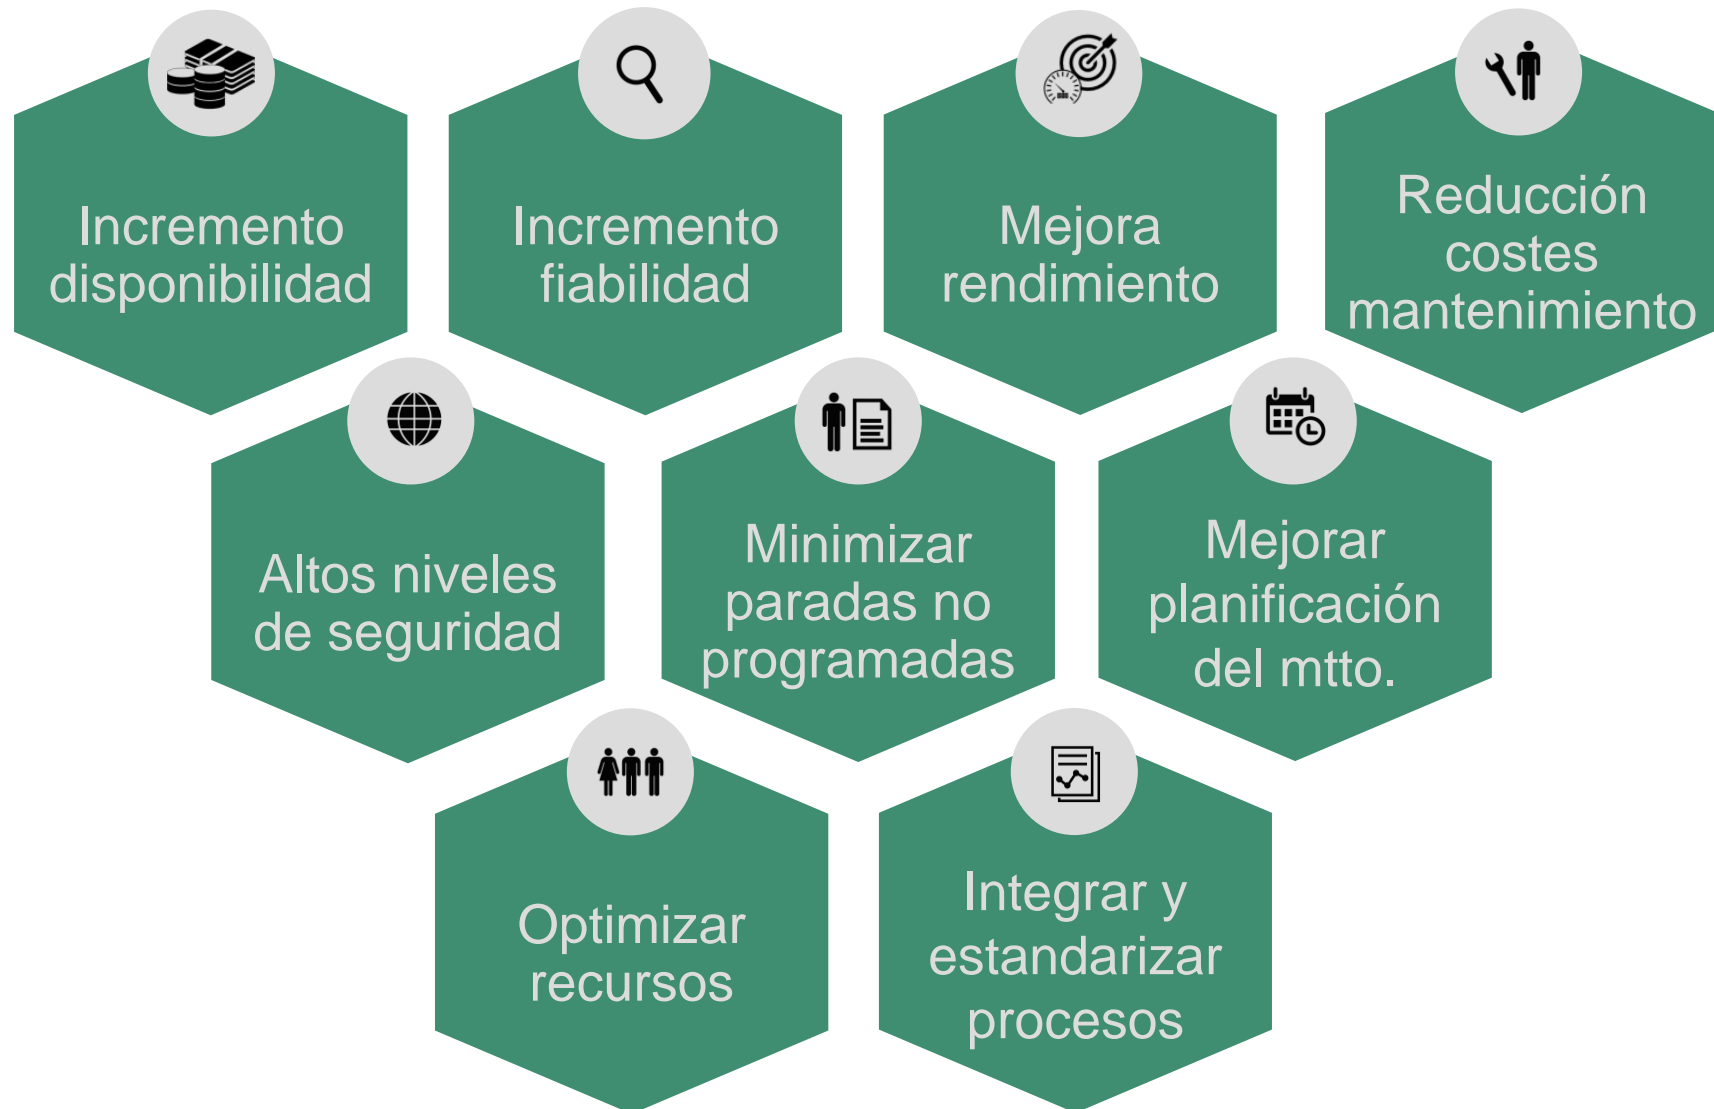 Incremento
disponibilidad
Incremento
fiabilidad
Mejora
rendimiento
Reducción
costes
mantenimiento
Altos niveles
de seguridad
Minimizar
paradas no
programadas
Mejorar
planificación
del mtto.
Optimizar
recursos
Integrar y
estandarizar
procesos